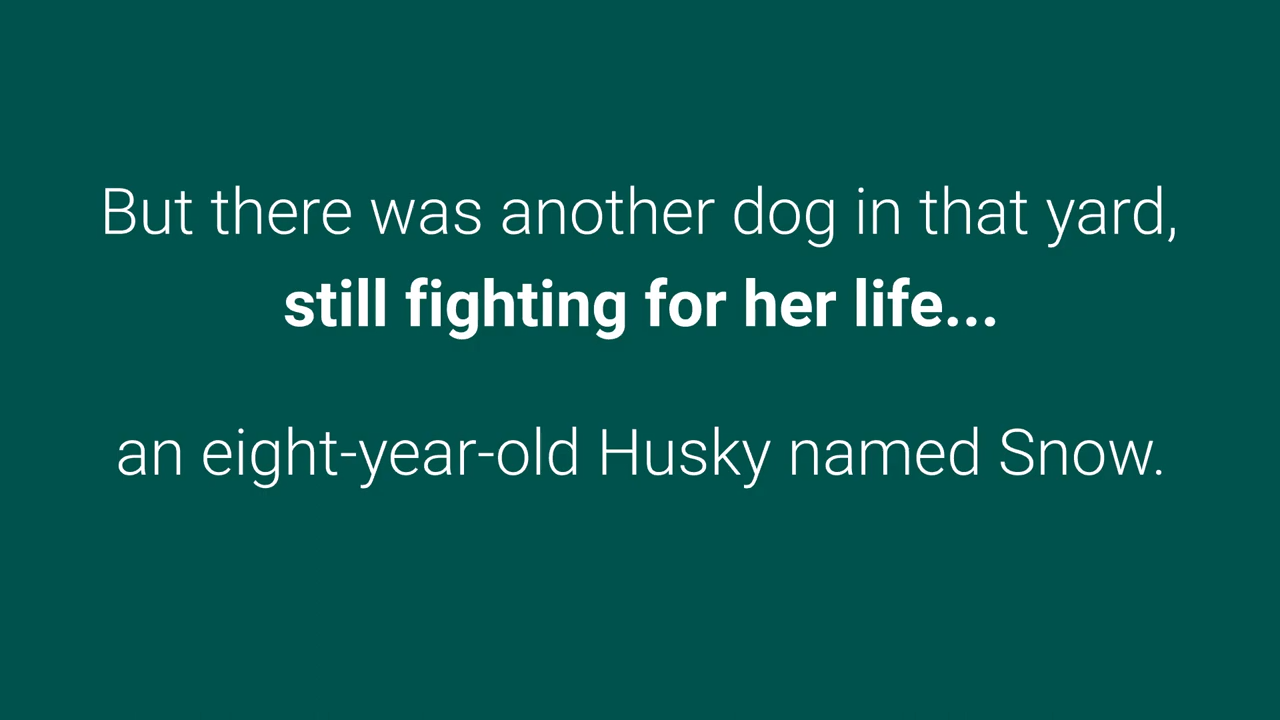 But there was another dog in that yard,
still fighting for her life...
an eight-year-old Husky named Snow.